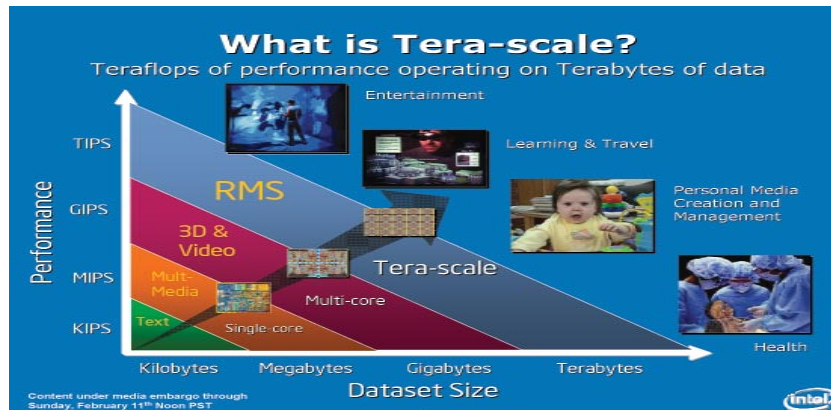 What is Tera-scale?
Teraflops of performance operating on Terabytes of data
Entertainment
TIPS
Learning & Travel
RMS
Personal Media
Creation and
Management
GIPS
3D &
Video
Performance
Tera-scale
MIPS
Mult-
Media
Multi-core
KIPS
Text
Single-core
Health
Kilobytes
Megabytes
Gigabytes
Terabytes
Dataset Size
Content under media embargo through
Sunday, February 11th Noon PST
intel